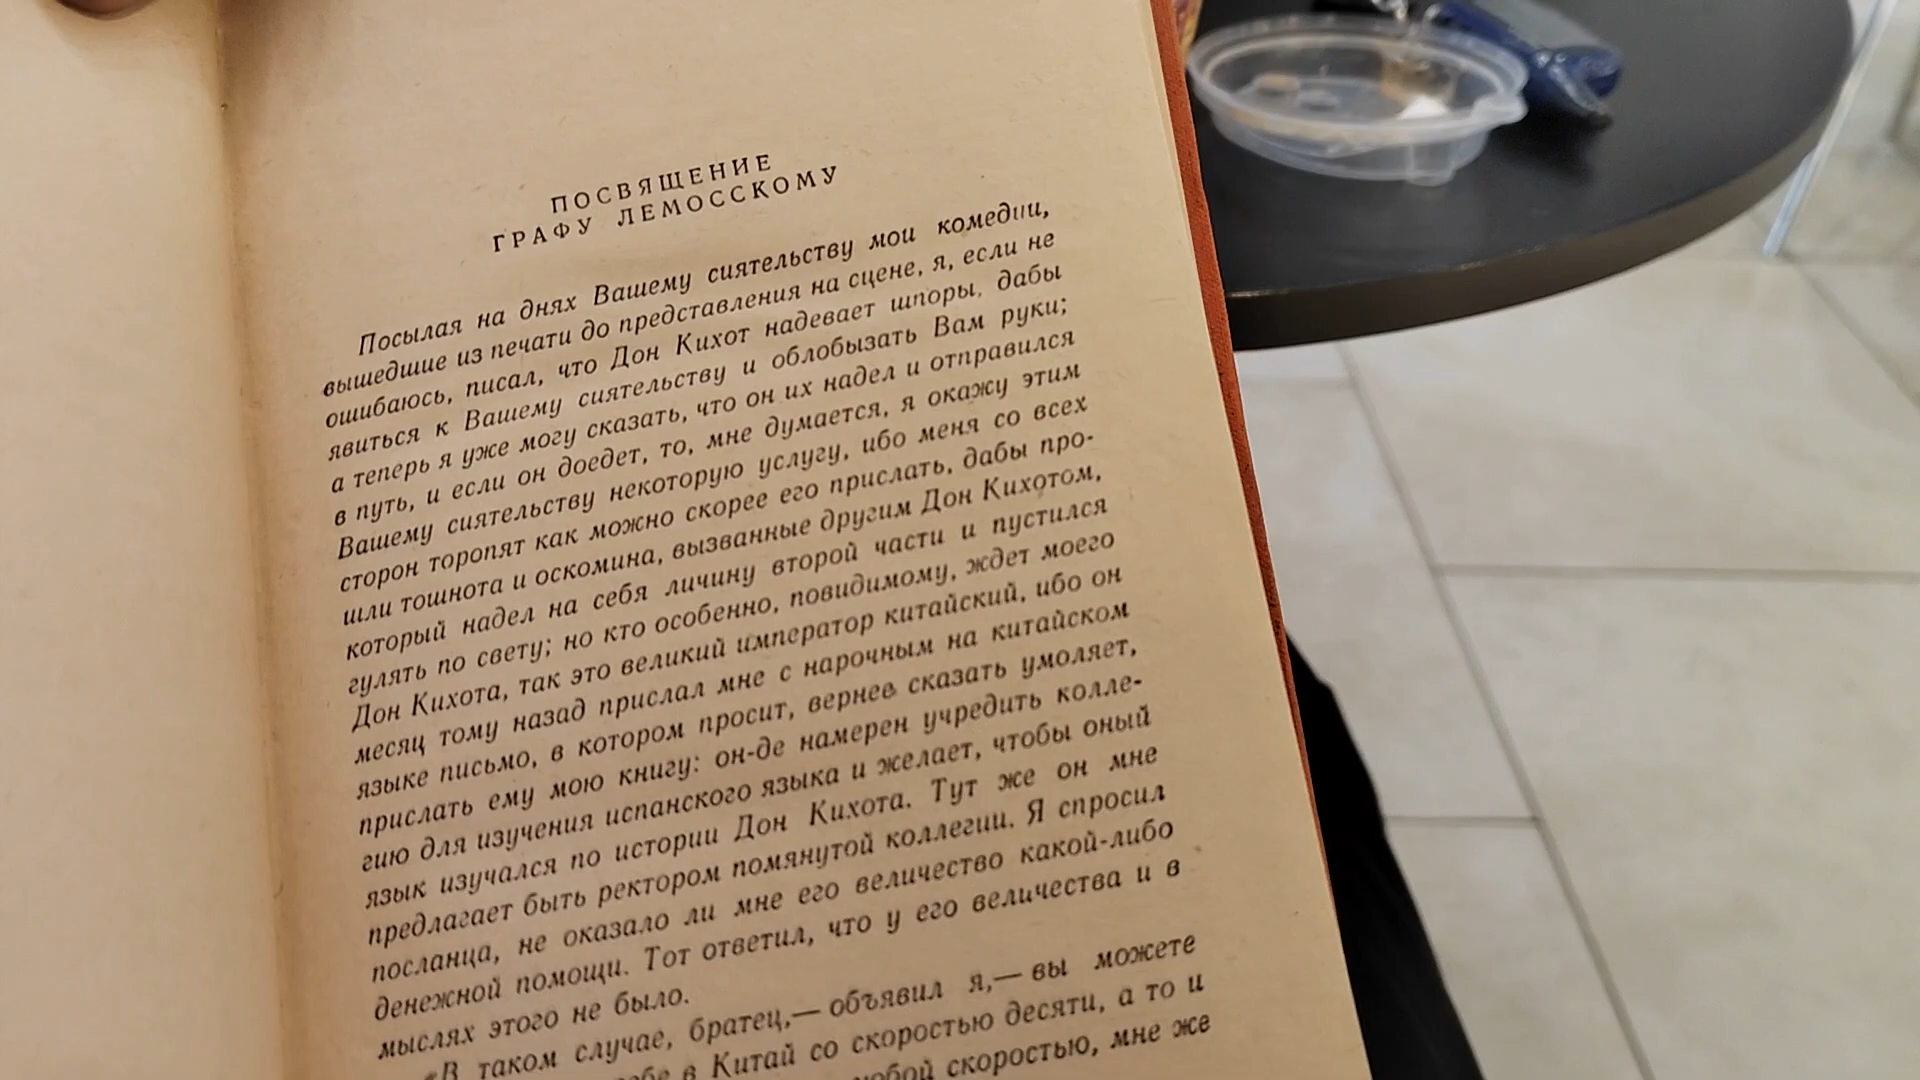 ПОСВЯЩЕНИЕ
ГРАФУ ЛЕМОССКОМУ
Посылая на днях Вашему сиятельству мои комедии,
вышедшие из печати до представления на сцене, я, если не
ошибаюсь, писал, что Дон Кихот надевает шпоры, дабы
явиться к Вашему сиятельству и облобызать Вам руки;
а теперь я уже могу сказать, что он их надел и отправился
в путь, и если он доедет, то, мне думается, я окажу этим
Вашему сиятельству некоторую услугу, ибо меня со всех
сторон торопят как можно скорее его прислать, дабы про-
шли тошнота и оскомина, вызванные другим Дон Кихотом,
который надел на себя личину второй части и пустился
гулять по свету; но кто особенно, повидимому, ждет моего
Дон Кихота, так это великий император китайский, ибо он
месяц тому назад прислал мне с нарочным на китайском
языке письмо, в котором просит, вернее сказать умоляет,
прислать ему мою книгу: он-де намерен учредить колле-
гию для изучения испанского языка и желает, чтобы оный
язык изучался по истории Дон Кихота. Тут же он мне
предлагает быть ректором помянутой коллегии. Я спросил
посланца, не оказало ли мне его величество какой-либо
денежной помощи. Тот ответил, что у его величества и в
мыслях этого не было.
«В таком случае, братец,— объявил я,— вы можете
в Китай со скоростью десяти, а то и
скоростью, мне же